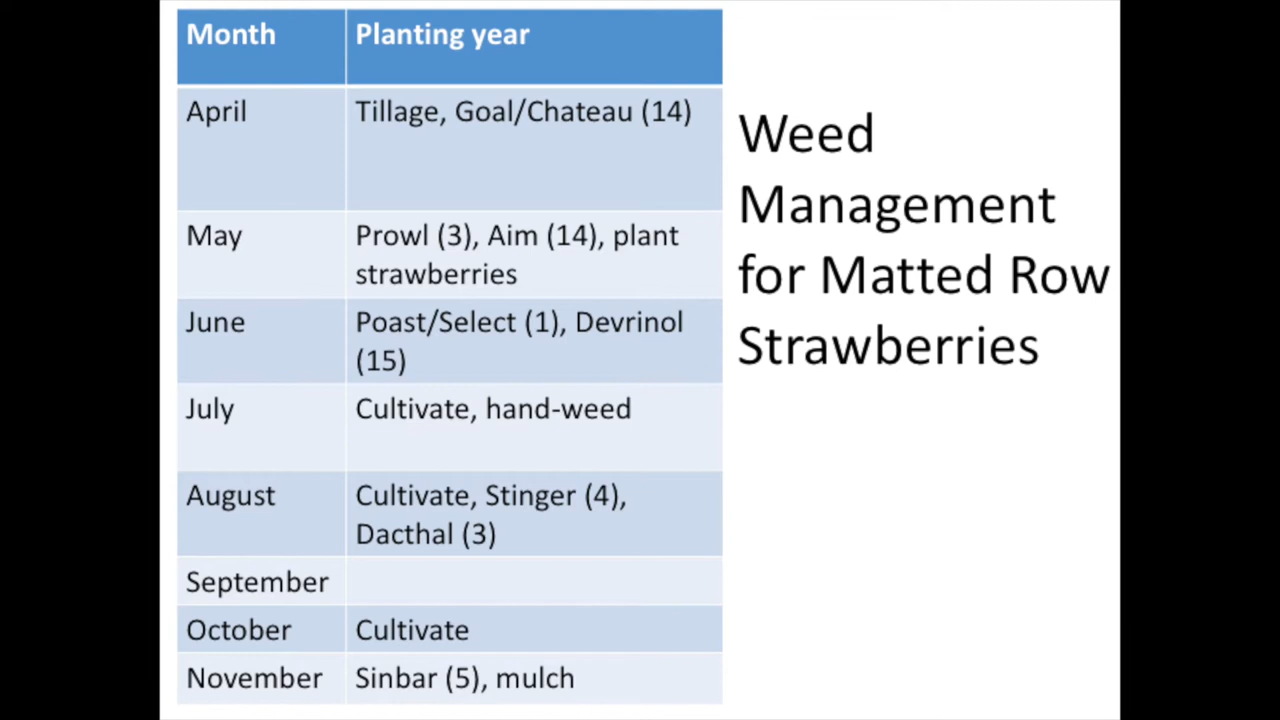 Month Planting year
April Tillage, Goal/Chateau (14)
May Prowl (3), Aim (14), plant
strawberries
June Poast/Select (1), Devrinol
(15)
July Cultivate, hand-weed
August Cultivate, Stinger (4),
Dacthal (3)
September
October Cultivate
November Sinbar (5), mulch
Weed
Management
for Matted Row
Strawberries